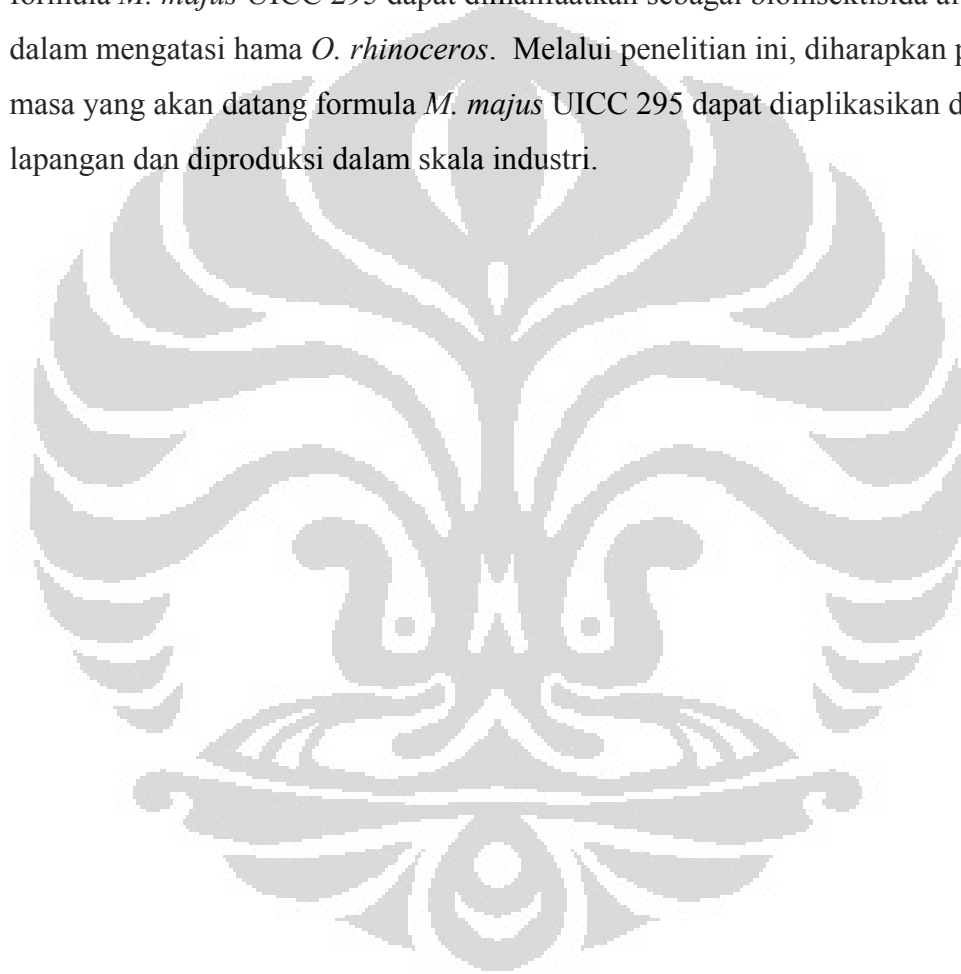 formula M. majus UICC 295 dapat dimanfaatkan sebagai bioinsektisida
dalam mengatasi hama O. rhinoceros. Melalui penelitian ini, diharapkan
masa yang akan datang formula M. majus UICC 295 dapat diaplikasikan
lapangan dan diproduksi dalam skala industri.